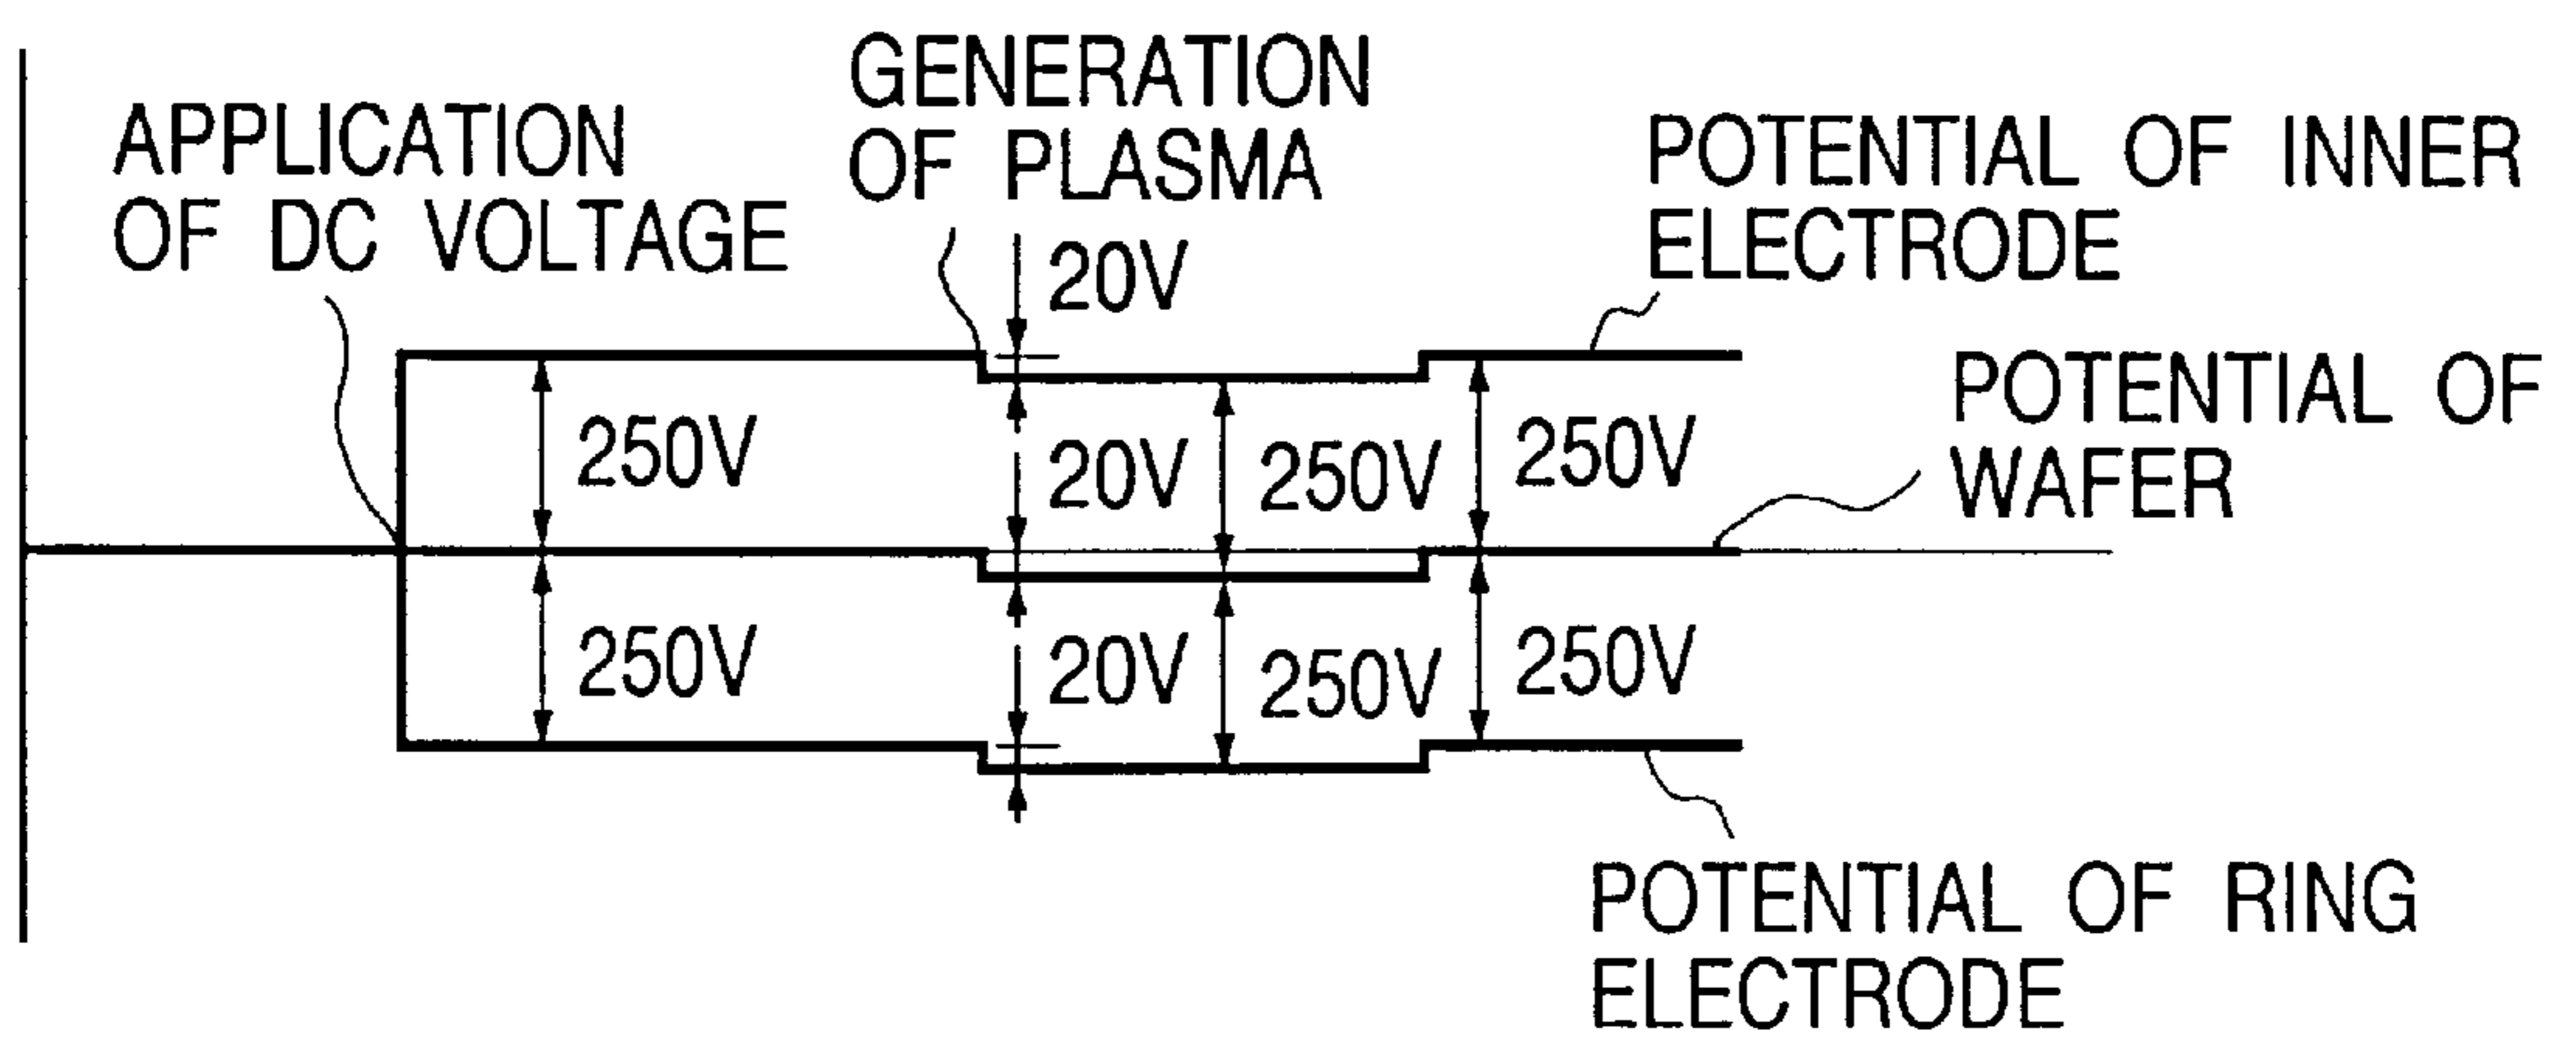 GENERATION
OF PLASMA
APPLICATION
OF DC VOLTAGE
POTENTIAL OF INNER
ELECTRODE
20V
POTENTIAL OF
WAFER
250V
20V
250V
250V
250V
20V
250V
250V
POTENTIAL OF RING
ELECTRODE